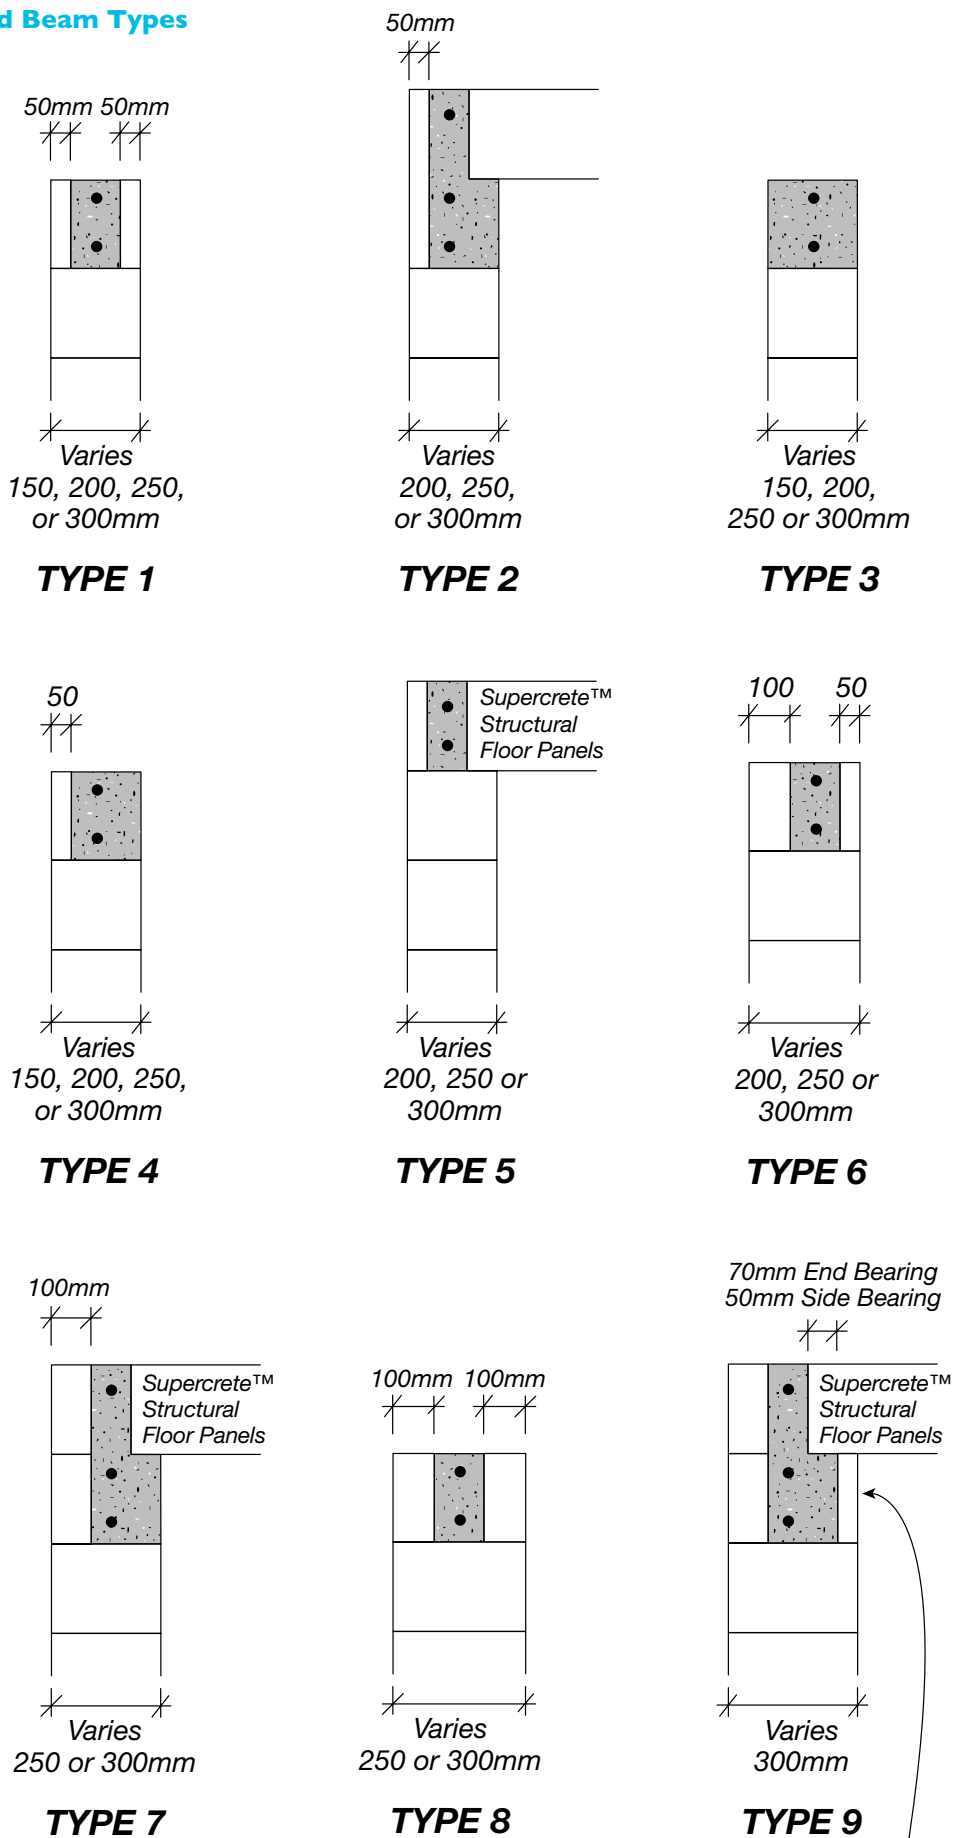 d Beam Types
50mm
50mm 50mm
Varies
150, 200, 250,
or 300mm
TYPE 1
Varies
200, 250,
or 300mm
TYPE 2
Varies
150, 200,
250 or 300mm
TYPE 3
50
Varies
150, 200, 250,
or 300mm
TYPE 4
Supercrete™
Structural
Floor Panels
Varies
200, 250 or
300mm
TYPE 5
100 50
Varies
200, 250 or
300mm
TYPE 6
100mm
Supercrete™
Structural
Floor Panels
Varies
250 or 300mm
TYPE 7
100mm 100mm
Varies
250 or 300mm
TYPE 8
70mm End Bearing
50mm Side Bearing
Supercrete™
Structural
Floor Panels
Varies
300mm
TYPE 9